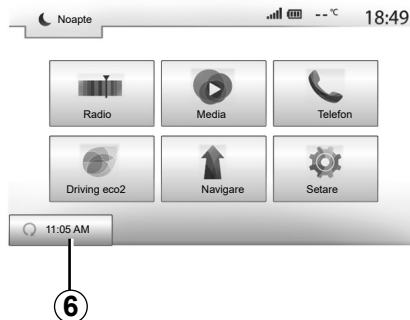 Noapte
--°C
18:49
Radio
Media
Telefon
Driving eco2
Navigare
Setare
11:05 AM
6